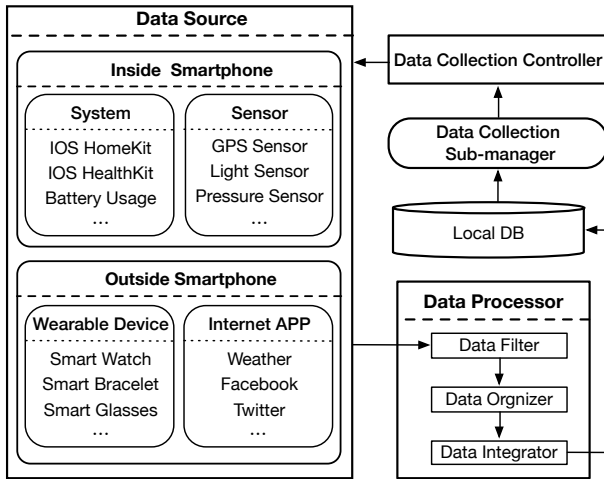 Data Source
Inside Smartphone
System
IOS HomeKit
IOS HealthKit
Battery Usage
...
Sensor
GPS Sensor
Light Sensor
Pressure Sensor
...
Outside Smartphone
Wearable Device
Smart Watch
Smart Bracelet
Smart Glasses
...
Internet APP
Weather
Facebook
Twitter
...
Data Collection Controller
Data Collection
Sub-manager
Local DB
Data Processor
Data Filter
Data Orgnizer
Data Integrator